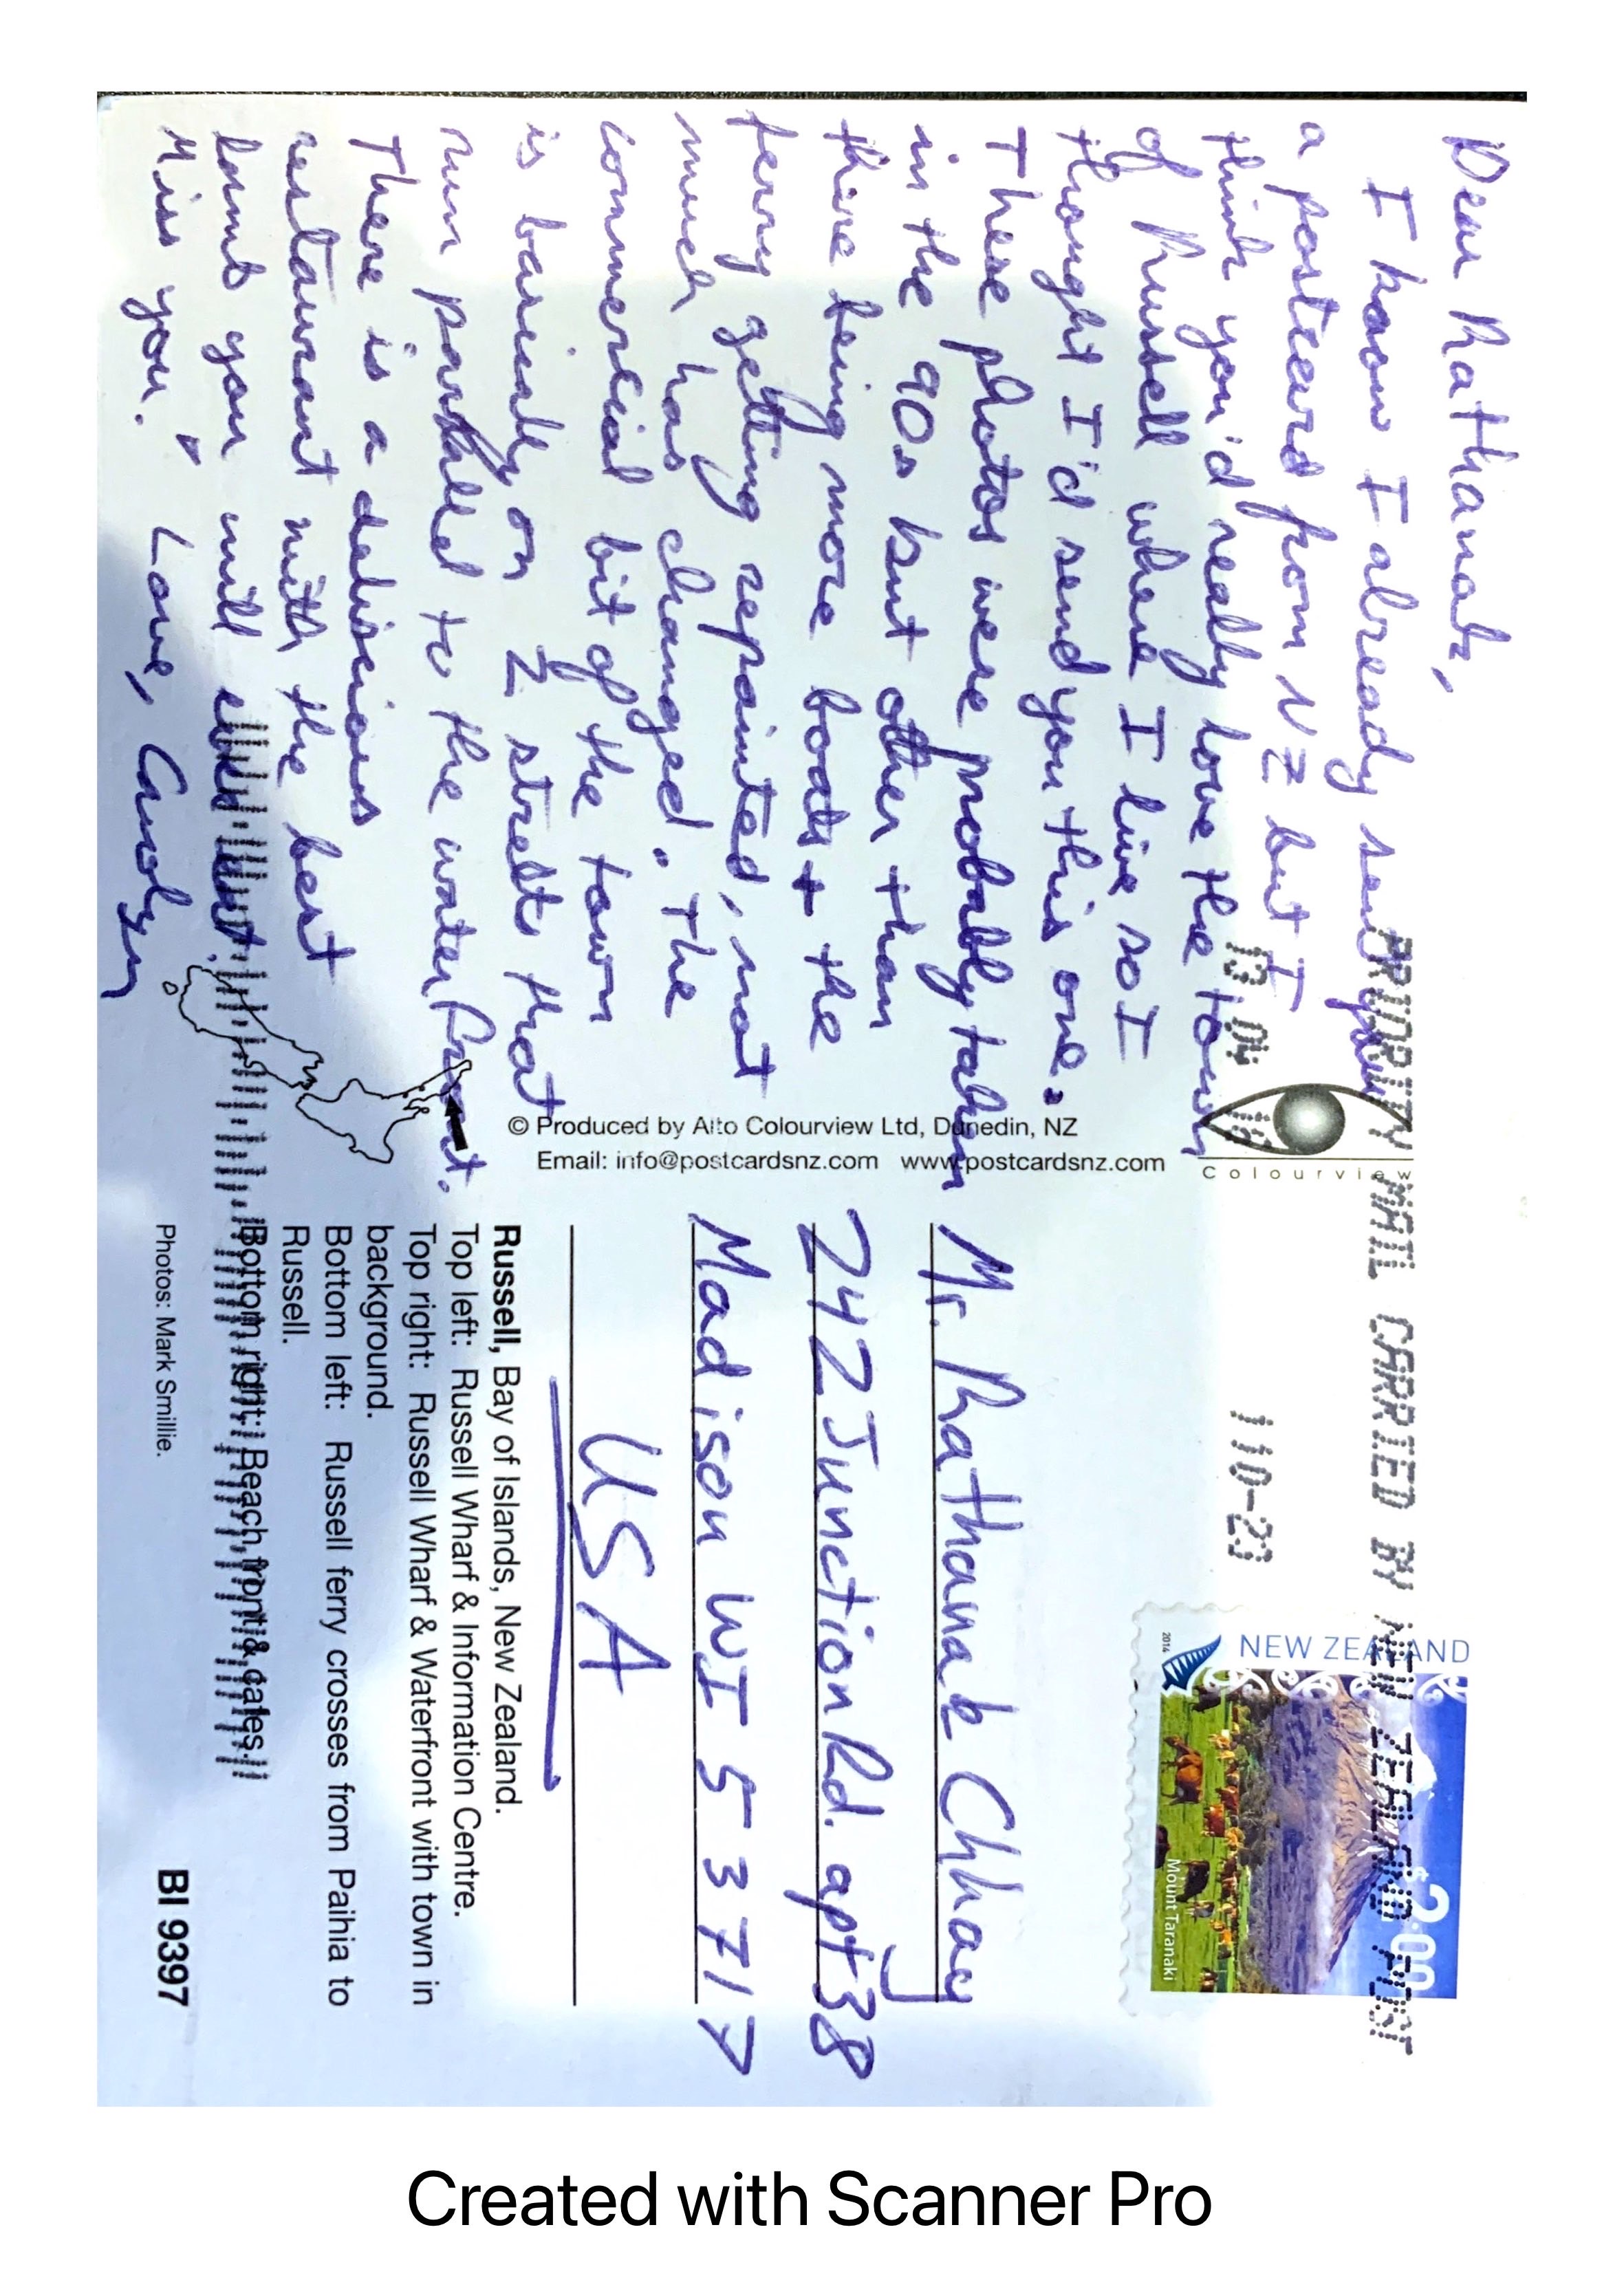 Dear Rathanak,
I know I already sent you
a postcard from NZ but I
think you'd really love the town
of Russell where I live so I
thought I'd send you this one.
These photos were probably taken
in the 90s but other than
there being more boats + the
ferry getting repainted, not
much has changed. The
commercial bit of the town
is basically on 2 streets that
run parallel to the waterfront.
There is a delicious
restaurant with the best
lamb you will ever eat.
Miss you. Love, Carolyn
PRIORITY MAIL CARRIED BY NEW ZEALAND POST
110-23
Colourview
© Produced by Alto Colourview Ltd, Dunedin, NZ
Email: info@postcardsnz.com www.postcardsnz.com
NEW ZEALAND
$2.00
2014
Mount Taranaki
Mr. Rathanak Chhay
242 Junction Rd. apt 38
Madison WI 53717
USA
Russell, Bay of Islands, New Zealand.
Top left: Russell Wharf & Information Centre.
Top right: Russell Wharf & Waterfront with town in
background.
Bottom left: Russell ferry crosses from Paihia to
Russell.
Bottom right: Beach front & cafes.
Photos: Mark Smillie.
BI 9397
Created with Scanner Pro